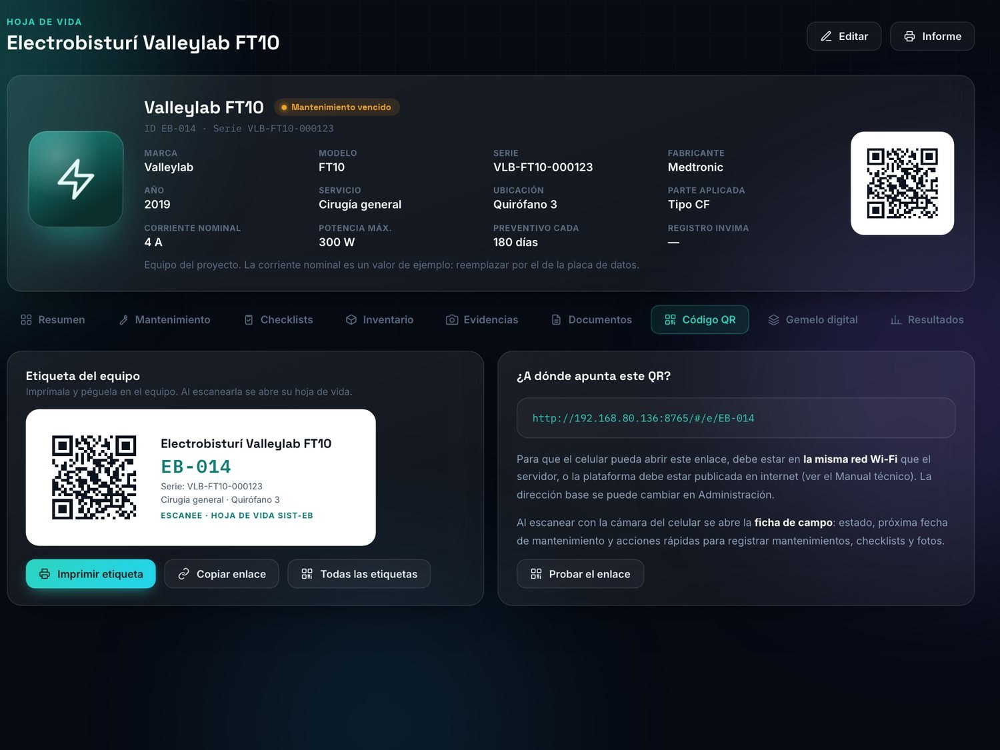 HOJA DE VIDA
Electrobisturí Valleylab FT10
Editar
Informe
Valleylab FT10
Mantenimiento vencido
ID EB-014 · Serie VLB-FT10-000123
MARCA
Valleylab
MODELO
FT10
SERIE
VLB-FT10-000123
FABRICANTE
Medtronic
AÑO
2019
SERVICIO
Cirugía general
UBICACIÓN
Quirófano 3
PARTE APLICADA
Tipo CF
CORRIENTE NOMINAL
4 A
POTENCIA MÁX.
300 W
PREVENTIVO CADA
180 días
REGISTRO INVIMA
—
Equipo del proyecto. La corriente nominal es un valor de ejemplo: reemplazar por el de la placa de datos.
Resumen
Mantenimiento
Checklists
Inventario
Evidencias
Documentos
Código QR
Gemelo digital
Resultados
Etiqueta del equipo
Imprímala y péguela en el equipo. Al escanearla se abre su hoja de vida.
Electrobisturí Valleylab FT10
EB-014
Serie: VLB-FT10-000123
Cirugía general · Quirófano 3
ESCANEE · HOJA DE VIDA SIST-EB
Imprimir etiqueta
Copiar enlace
Todas las etiquetas
¿A dónde apunta este QR?
http://192.168.80.136:8765/#/e/EB-014
Para que el celular pueda abrir este enlace, debe estar en la misma red Wi-Fi que el
servidor, o la plataforma debe estar publicada en internet (ver el Manual técnico). La
dirección base se puede cambiar en Administración.
Al escanear con la cámara del celular se abre la ficha de campo: estado, próxima fecha
de mantenimiento y acciones rápidas para registrar mantenimientos, checklists y fotos.
Probar el enlace